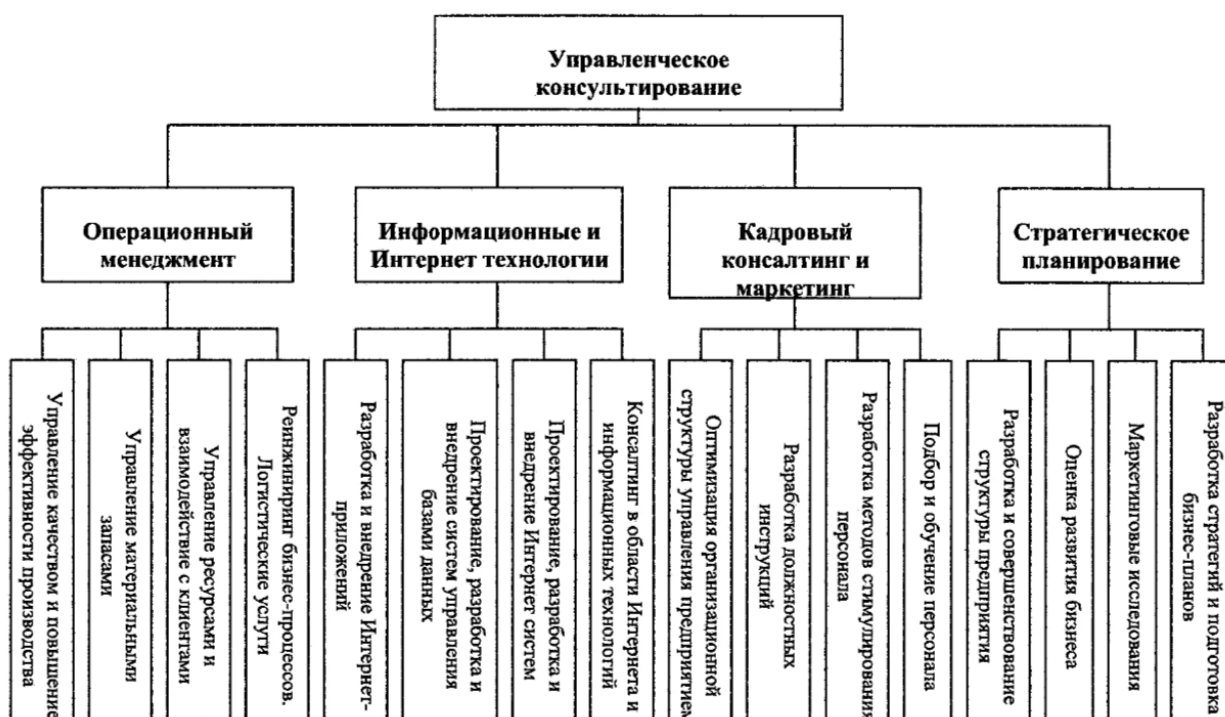 Управленческое
консультирование
Операционный
менеджмент
Информационные и
Интернет технологии
Кадровый
консалтинг и
маркетинг
Стратегическое
планирование
Управление качеством и повышение
эффективности производства
Управление материальными
запасами
Управление ресурсами и
взаимодействие с клиентами
Реинжиниринг бизнес-процессов.
Логистические услуги
Разработка и внедрение Интернет-
приложений
Проектирование, разработка и
внедрение систем управления
базами данных
Проектирование, разработка и
внедрение Интернет систем
Консалтинг в области Интернета и
информационных технологий
Оптимизация организационной
структуры управления предприятием
Разработка должностных
инструкций
Разработка методов стимулирования
персонала
Подбор и обучение персонала
Разработка и совершенствование
структуры предприятия
Оценка развития бизнеса
Маркетинговые исследования
Разработка стратегий и подготовка
бизнес-планов